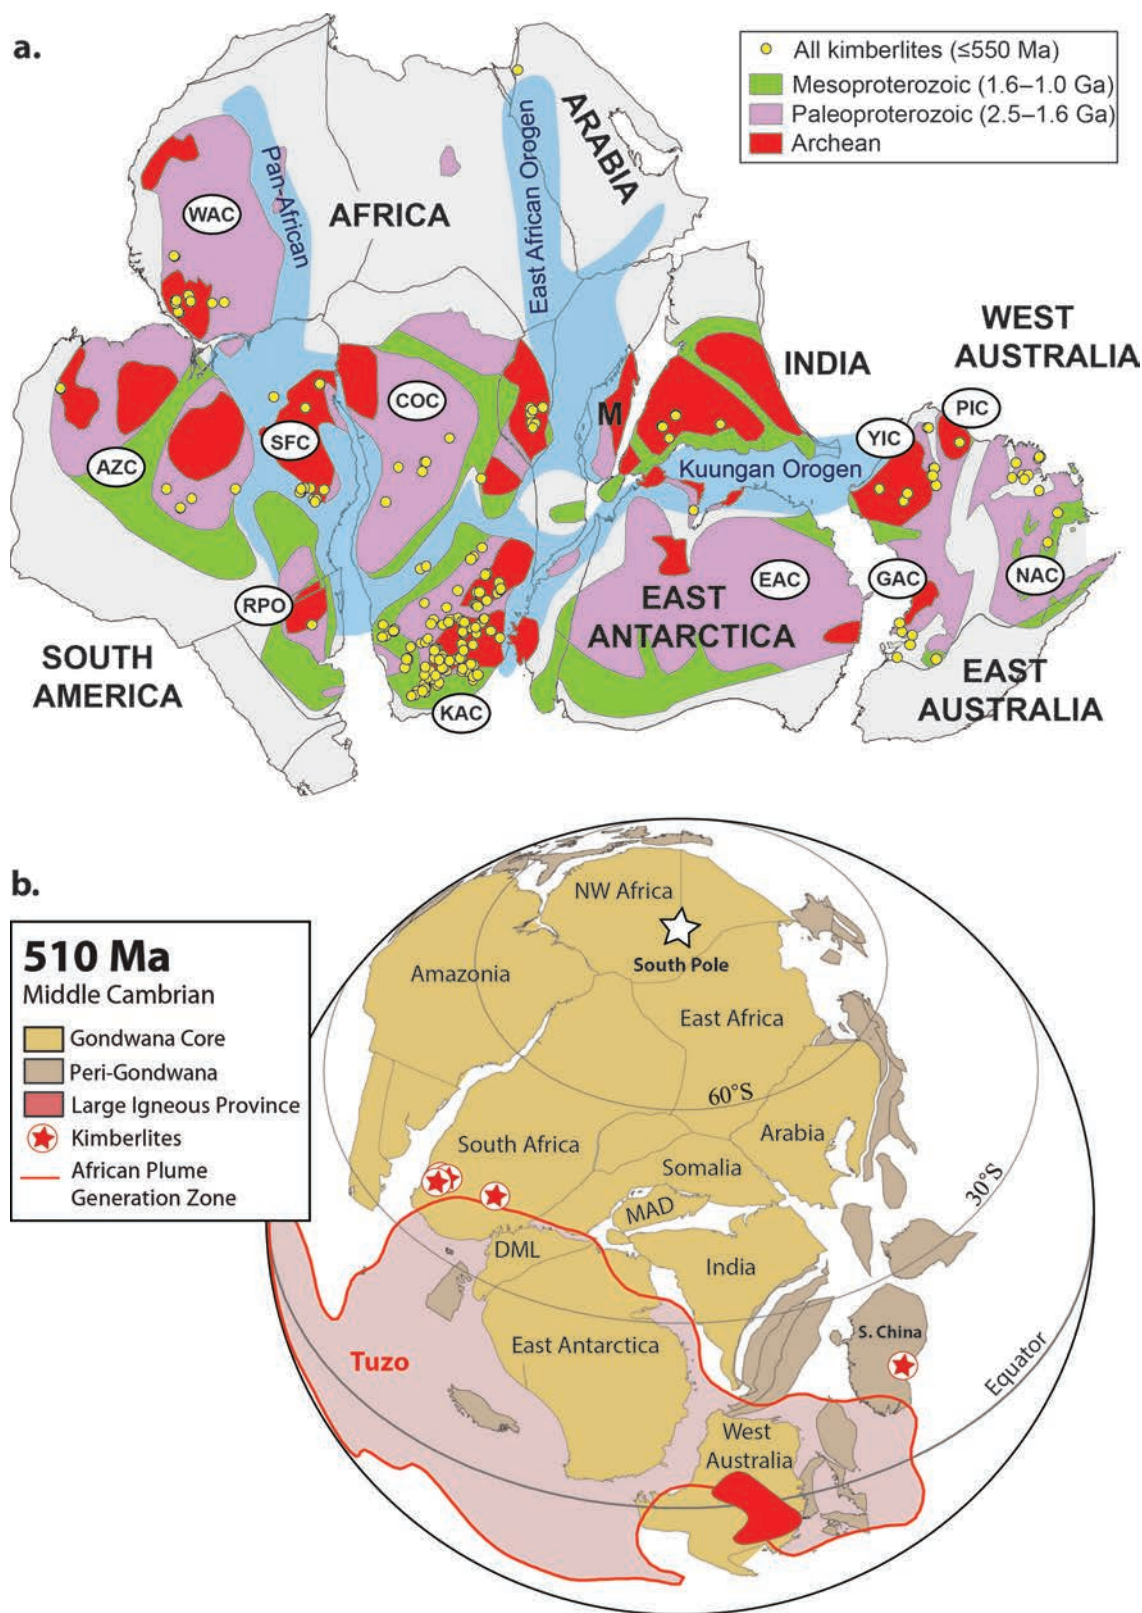 a.
All kimberlites (≤550 Ma)
Mesoproterozoic (1.6–1.0 Ga)
Paleoproterozoic (2.5–1.6 Ga)
Archean
ARABIA
Pan-African
East African Orogen
WAC
AFRICA
WEST
AUSTRALIA
INDIA
COC
M
PIC
YIC
SFC
AZC
Kuungan Orogen
EAC
GAC
NAC
RPO
EAST
ANTARCTICA
SOUTH
AMERICA
KAC
EAST
AUSTRALIA
b.
510 Ma
Middle Cambrian
Gondwana Core
Peri-Gondwana
Large Igneous Province
Kimberlites
African Plume
Generation Zone
NW Africa
South Pole
Amazonia
East Africa
60°S
South Africa
Arabia
Somalia
30°S
MAD
DML
India
S. China
East Antarctica
Tuzo
Equator
West
Australia